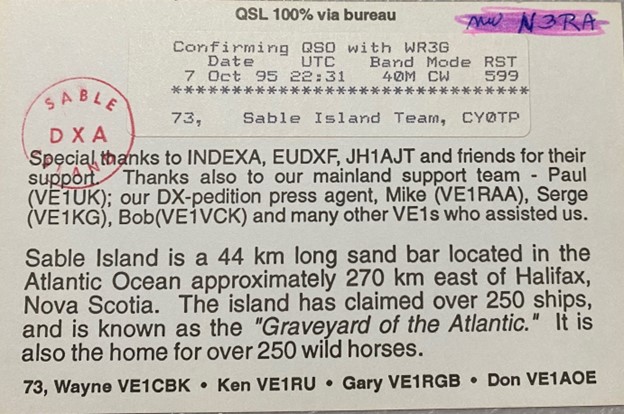 QSL 100% via bureau
nw N3RA
Confirming QSO with WR3G
Date UTC Band Mode RST
7 Oct 95 22:31 40M CW 599
********************************************
73, Sable Island Team, CY0TP
SABLE
DXA
ISLAND
Special thanks to INDEXA, EUDXF, JH1AJT and friends for their
support. Thanks also to our mainland support team - Paul
(VE1UK); our DX-pedition press agent, Mike (VE1RAA), Serge
(VE1KG), Bob(VE1VCK) and many other VE1s who assisted us.
Sable Island is a 44 km long sand bar located in the
Atlantic Ocean approximately 270 km east of Halifax,
Nova Scotia. The island has claimed over 250 ships,
and is known as the "Graveyard of the Atlantic." It is
also the home for over 250 wild horses.
73, Wayne VE1CBK • Ken VE1RU • Gary VE1RGB • Don VE1AOE